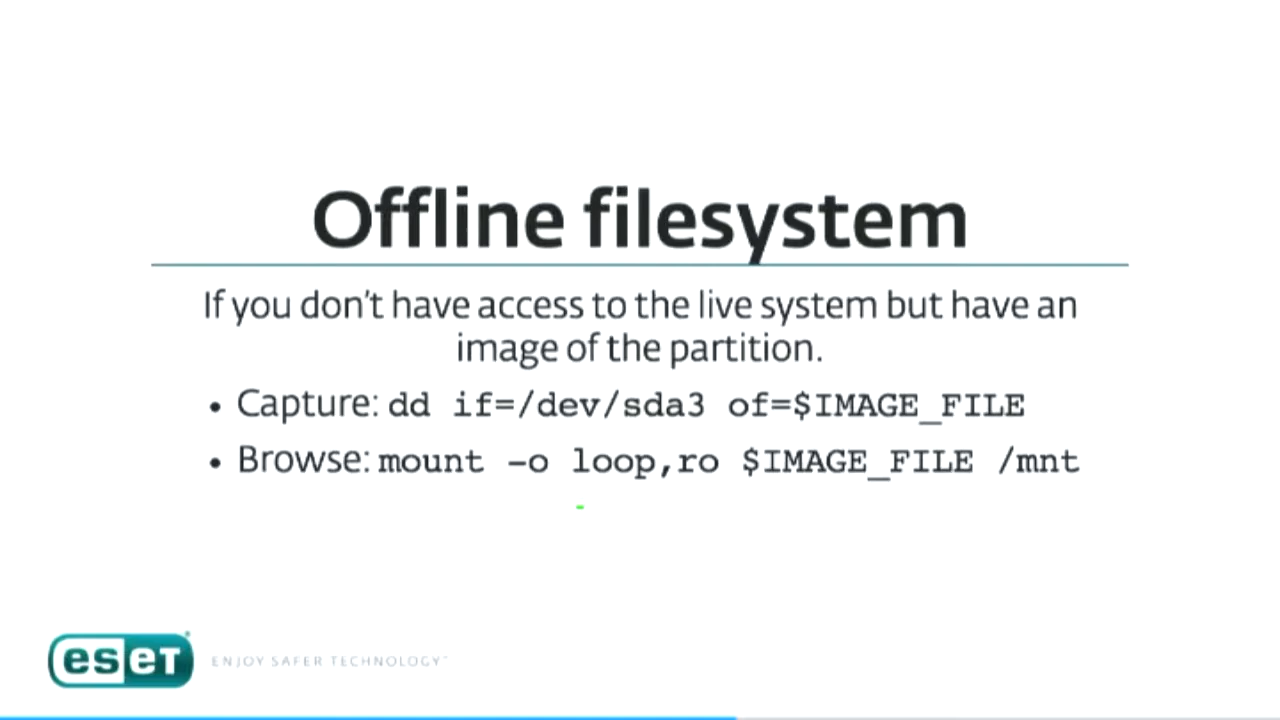 Offline filesystem
If you don't have access to the live system but have an
image of the partition.
• Capture: dd if=/dev/sda3 of=$IMAGE_FILE
• Browse: mount -o loop,ro $IMAGE_FILE /mnt
eseT ENJOY SAFER TECHNOLOGY™